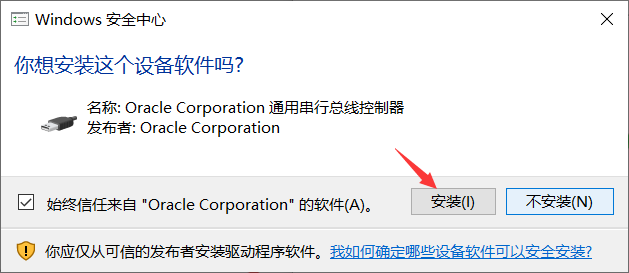 Windows 安全中心
你想安装这个设备软件吗?
名称: Oracle Corporation 通用串行总线控制器
发布者: Oracle Corporation
始终信任来自 "Oracle Corporation" 的软件(A)。
安装(I)
不安装(N)
你应仅从可信的发布者安装驱动程序软件。我如何确定哪些设备软件可以安全安装?